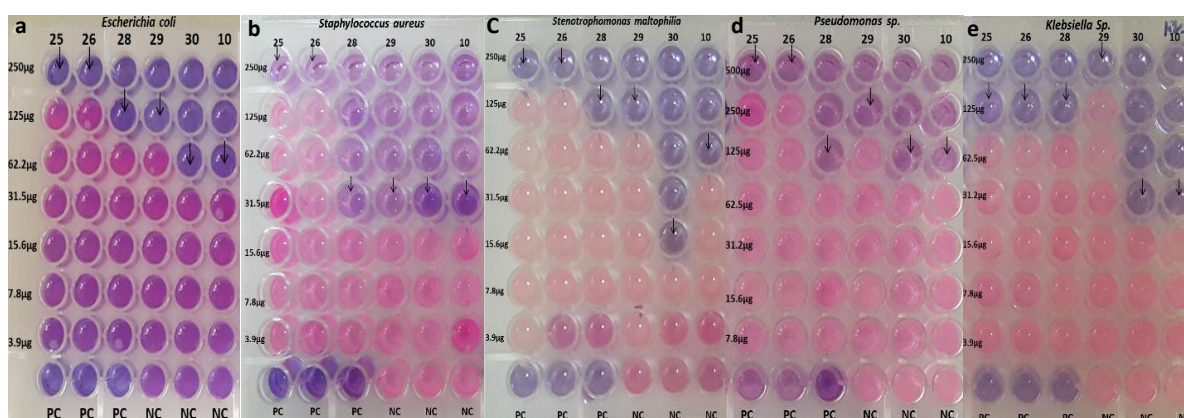 a Escherichia coli
25 26 28 29 30 10
250µg
125µg
62.2µg
31.5µg
15.6µg
7.8µg
3.9µg
PC PC PC NC NC NC
b Staphylococcus aureus
25 26 28 29 30 10
250µg
125µg
62.2µg
31.5µg
15.6µg
7.8µg
3.9µg
PC PC PC NC NC NC
C Stenotrophomonas maltophilia
25 26 28 29 30 10
250µg
125µg
62.2µg
31.5µg
15.6µg
7.8µg
3.9µg
PC PC PC NC NC NC
d Pseudomonas sp.
25 26 28 29 30 10
500µg
250µg
125µg
62.5µg
31.2µg
15.6µg
7.8µg
PC PC PC NC NC NC
e Klebsiella Sp.
25 26 28 29 30 10
250µg
125µg
62.5µg
31.2µg
15.6µg
7.8µg
3.9µg
PC PC PC NC NC